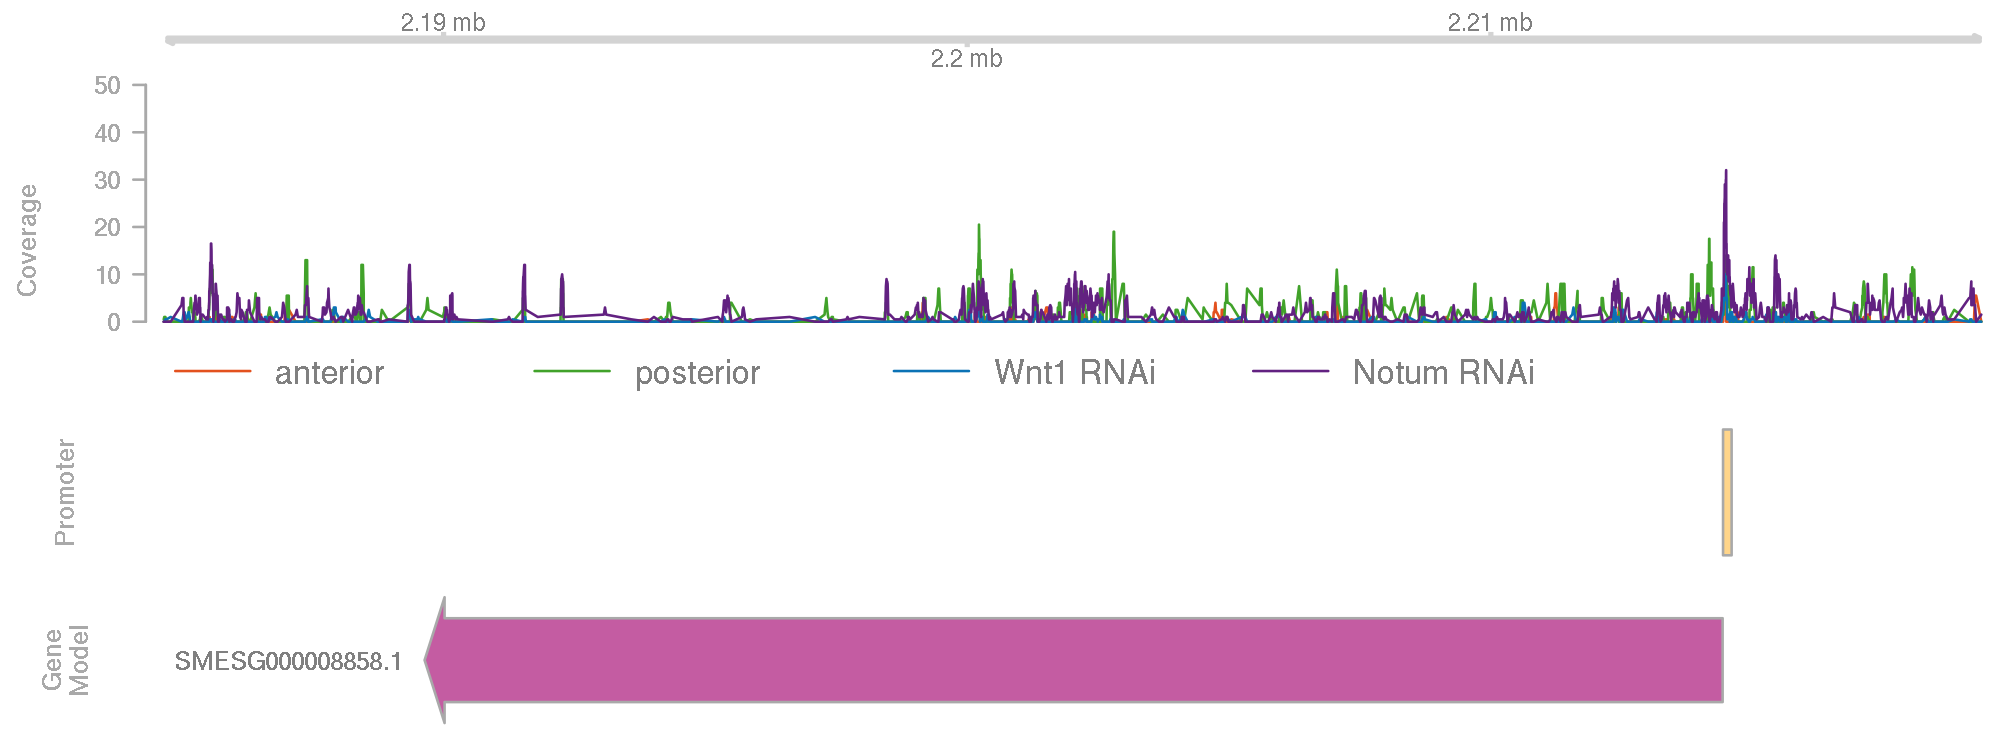 2.19 mb
2.21 mb
2.2 mb
50
40
30
20
10
0
Coverage
anterior
posterior
Wnt1 RNAi
Notum RNAi
Promoter
Gene
Model
SMESG000008858.1